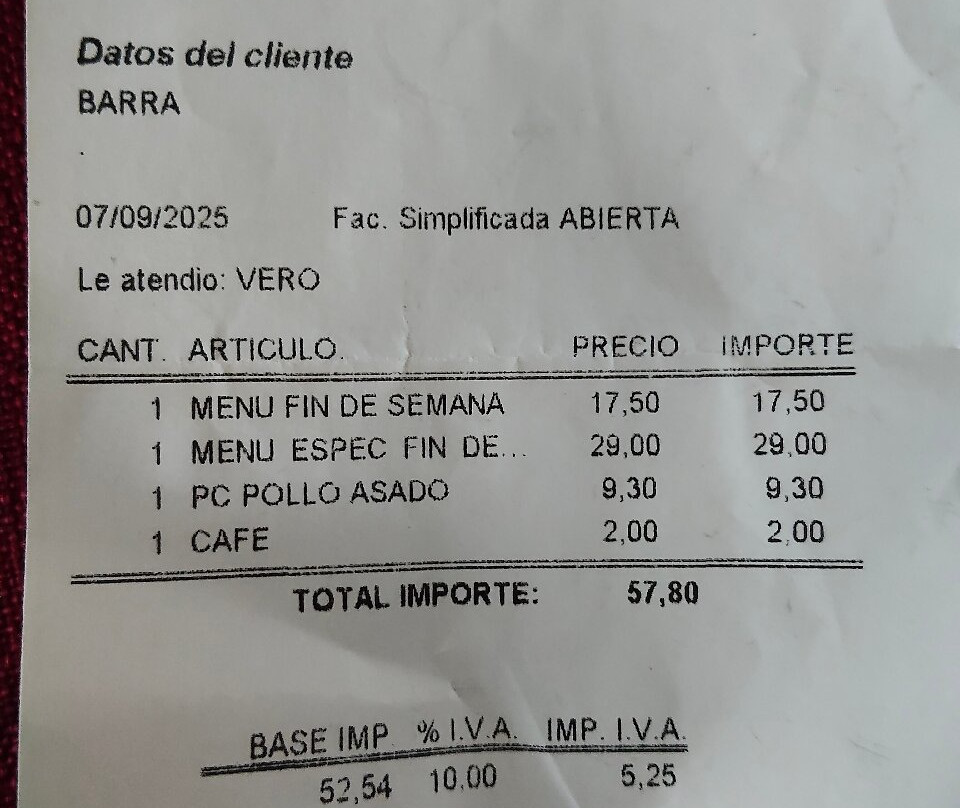 Datos del cliente
BARRA
.
07/09/2025 Fac. Simplificada ABIERTA
Le atendio: VERO
CANT. ARTICULO. PRECIO IMPORTE
1 MENU FIN DE SEMANA 17,50 17,50
1 MENU ESPEC FIN DE... 29,00 29,00
1 PC POLLO ASADO 9,30 9,30
1 CAFE 2,00 2,00
TOTAL IMPORTE: 57,80
BASE IMP % I.V.A. IMP. I.V.A.
52,54 10,00 5,25